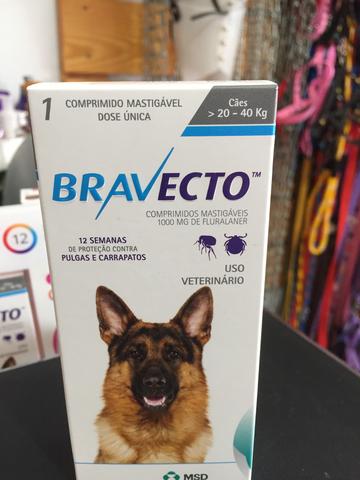 1 COMPRIMIDO MASTIGÁVEL
DOSE ÚNICA
Cães
> 20 – 40 Kg
BRAVECTO™
COMPRIMIDOS MASTIGÁVEIS
1000 MG DE FLURALANER
12 SEMANAS
DE PROTEÇÃO CONTRA
PULGAS E CARRAPATOS
USO
VETERINÁRIO
MSD
12
TO™